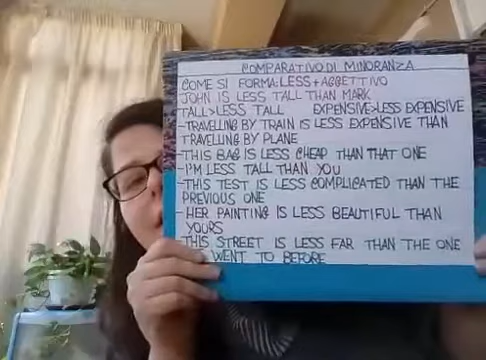 COMPARATIVO DI MINORANZA
COME SI FORMA: LESS + AGGETTIVO
JOHN IS LESS TALL THAN MARK
TALL>LESS TALL EXPENSIVE>LESS EXPENSIVE
-TRAVELLING BY TRAIN IS LESS EXPENSIVE THAN
TRAVELLING BY PLANE
-THIS BAG IS LESS CHEAP THAN THAT ONE
-I'M LESS TALL THAN YOU
-THIS TEST IS LESS COMPLICATED THAN THE
PREVIOUS ONE
-HER PAINTING IS LESS BEAUTIFUL THAN
YOURS
-THIS STREET IS LESS FAR THAN THE ONE
WENT TO BEFORE